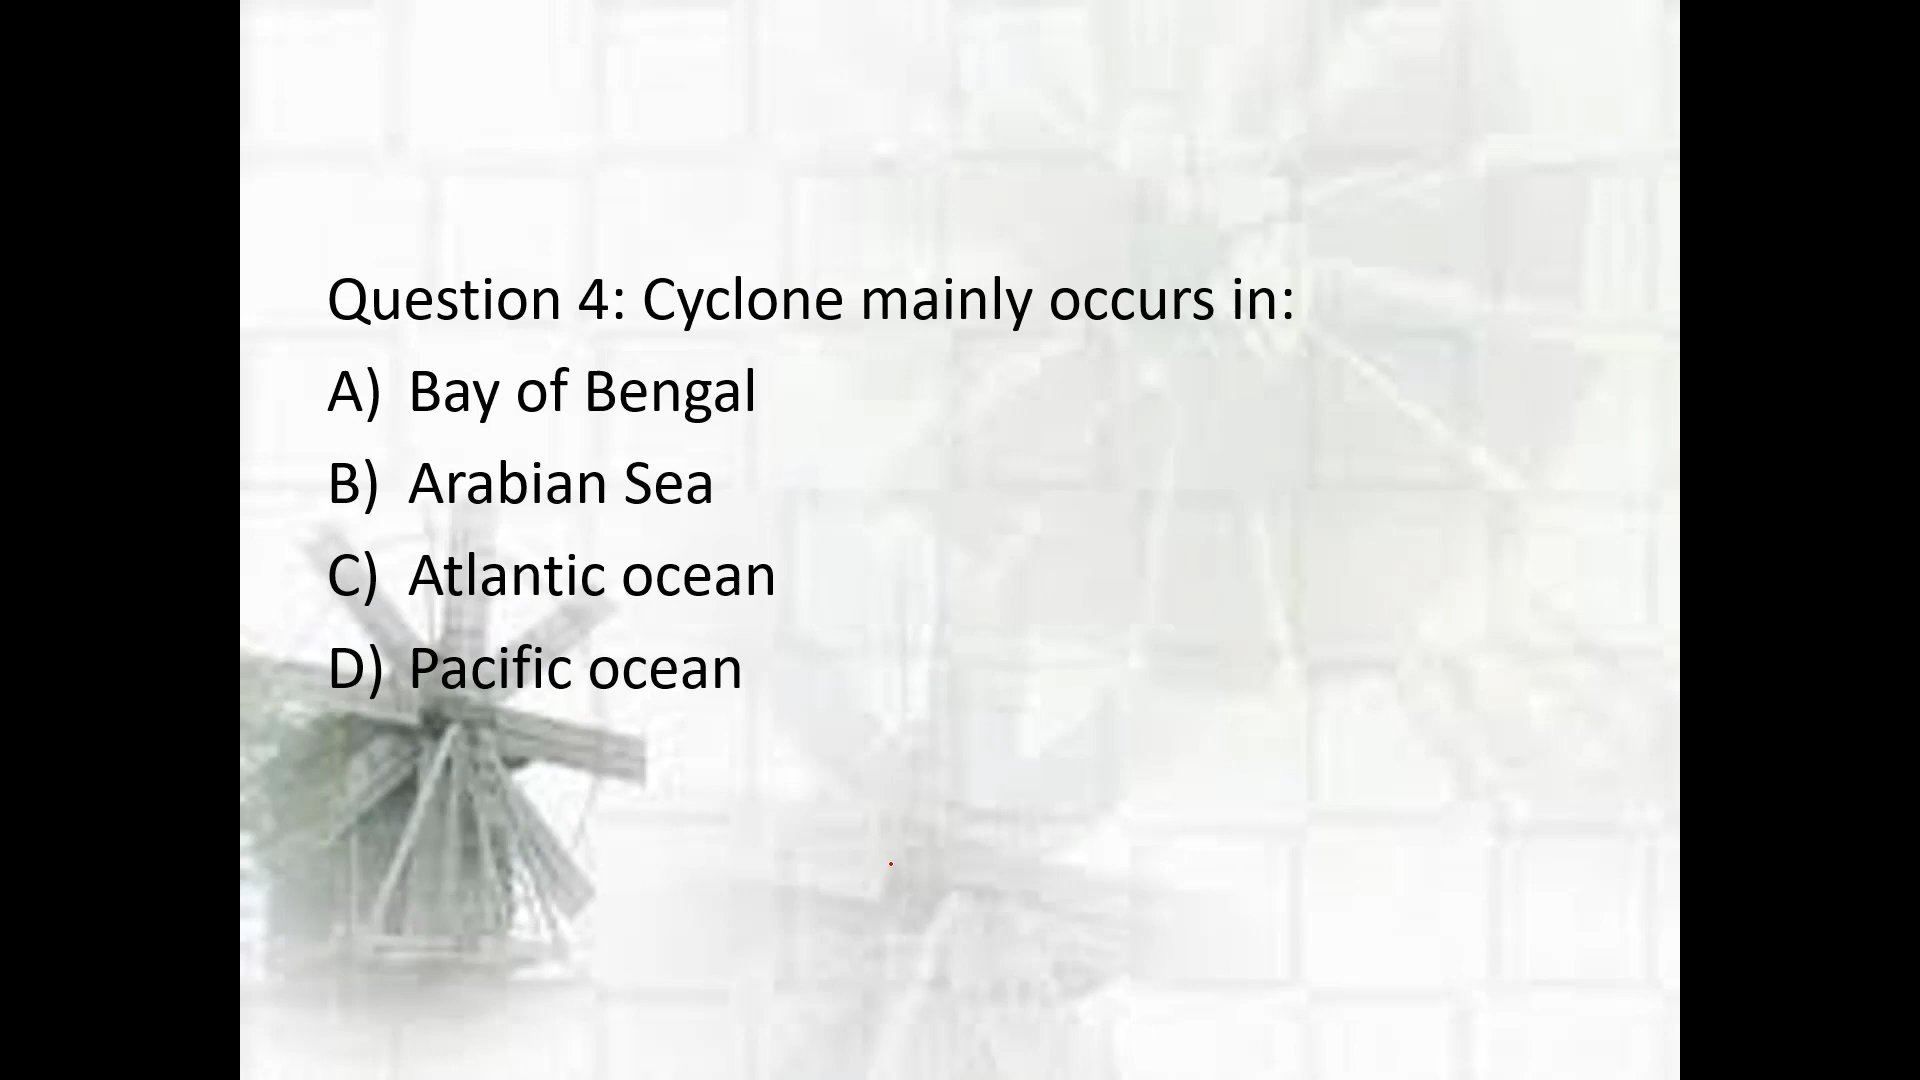 Question 4: Cyclone mainly occurs in:
A) Bay of Bengal
B) Arabian Sea
C) Atlantic ocean
D) Pacific ocean